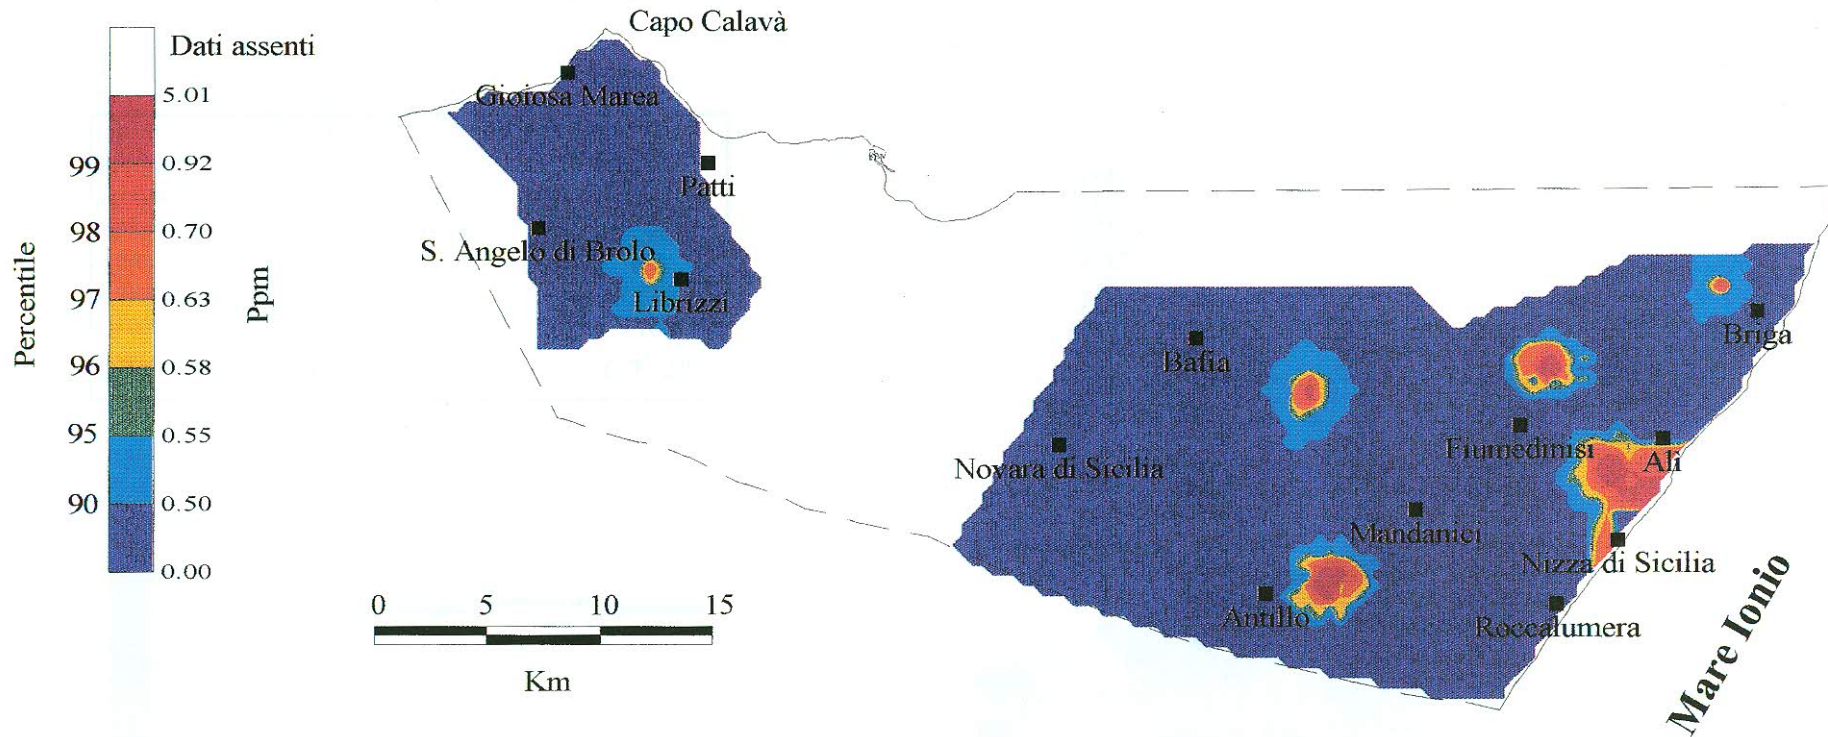 Capo Calavà
Dati assenti
5.01
Gioiosa Marea
99
0.92
Patti
98
0.70
S. Angelo di Brolo
Percentile
Ppm
97
0.63
Librizzi
Briga
96
0.58
Bafia
95
0.55
Fiumedinisi
Alì
Novara di Sicilia
90
0.50
Mandanici
0.00
Nizza di Sicilia
0 5 10 15
Antillo
Roccalumera
Km
Mare Ionio